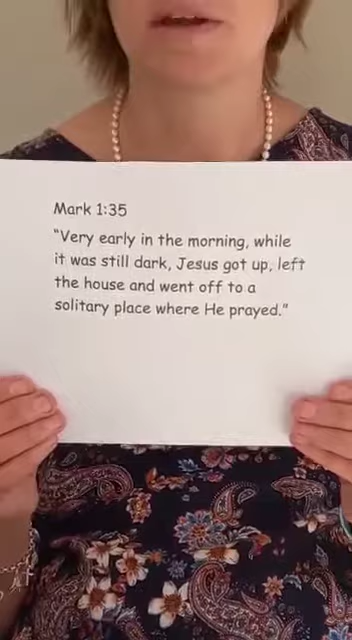 Mark 1:35
“Very early in the morning, while
it was still dark, Jesus got up, left
the house and went off to a
solitary place where He prayed.”